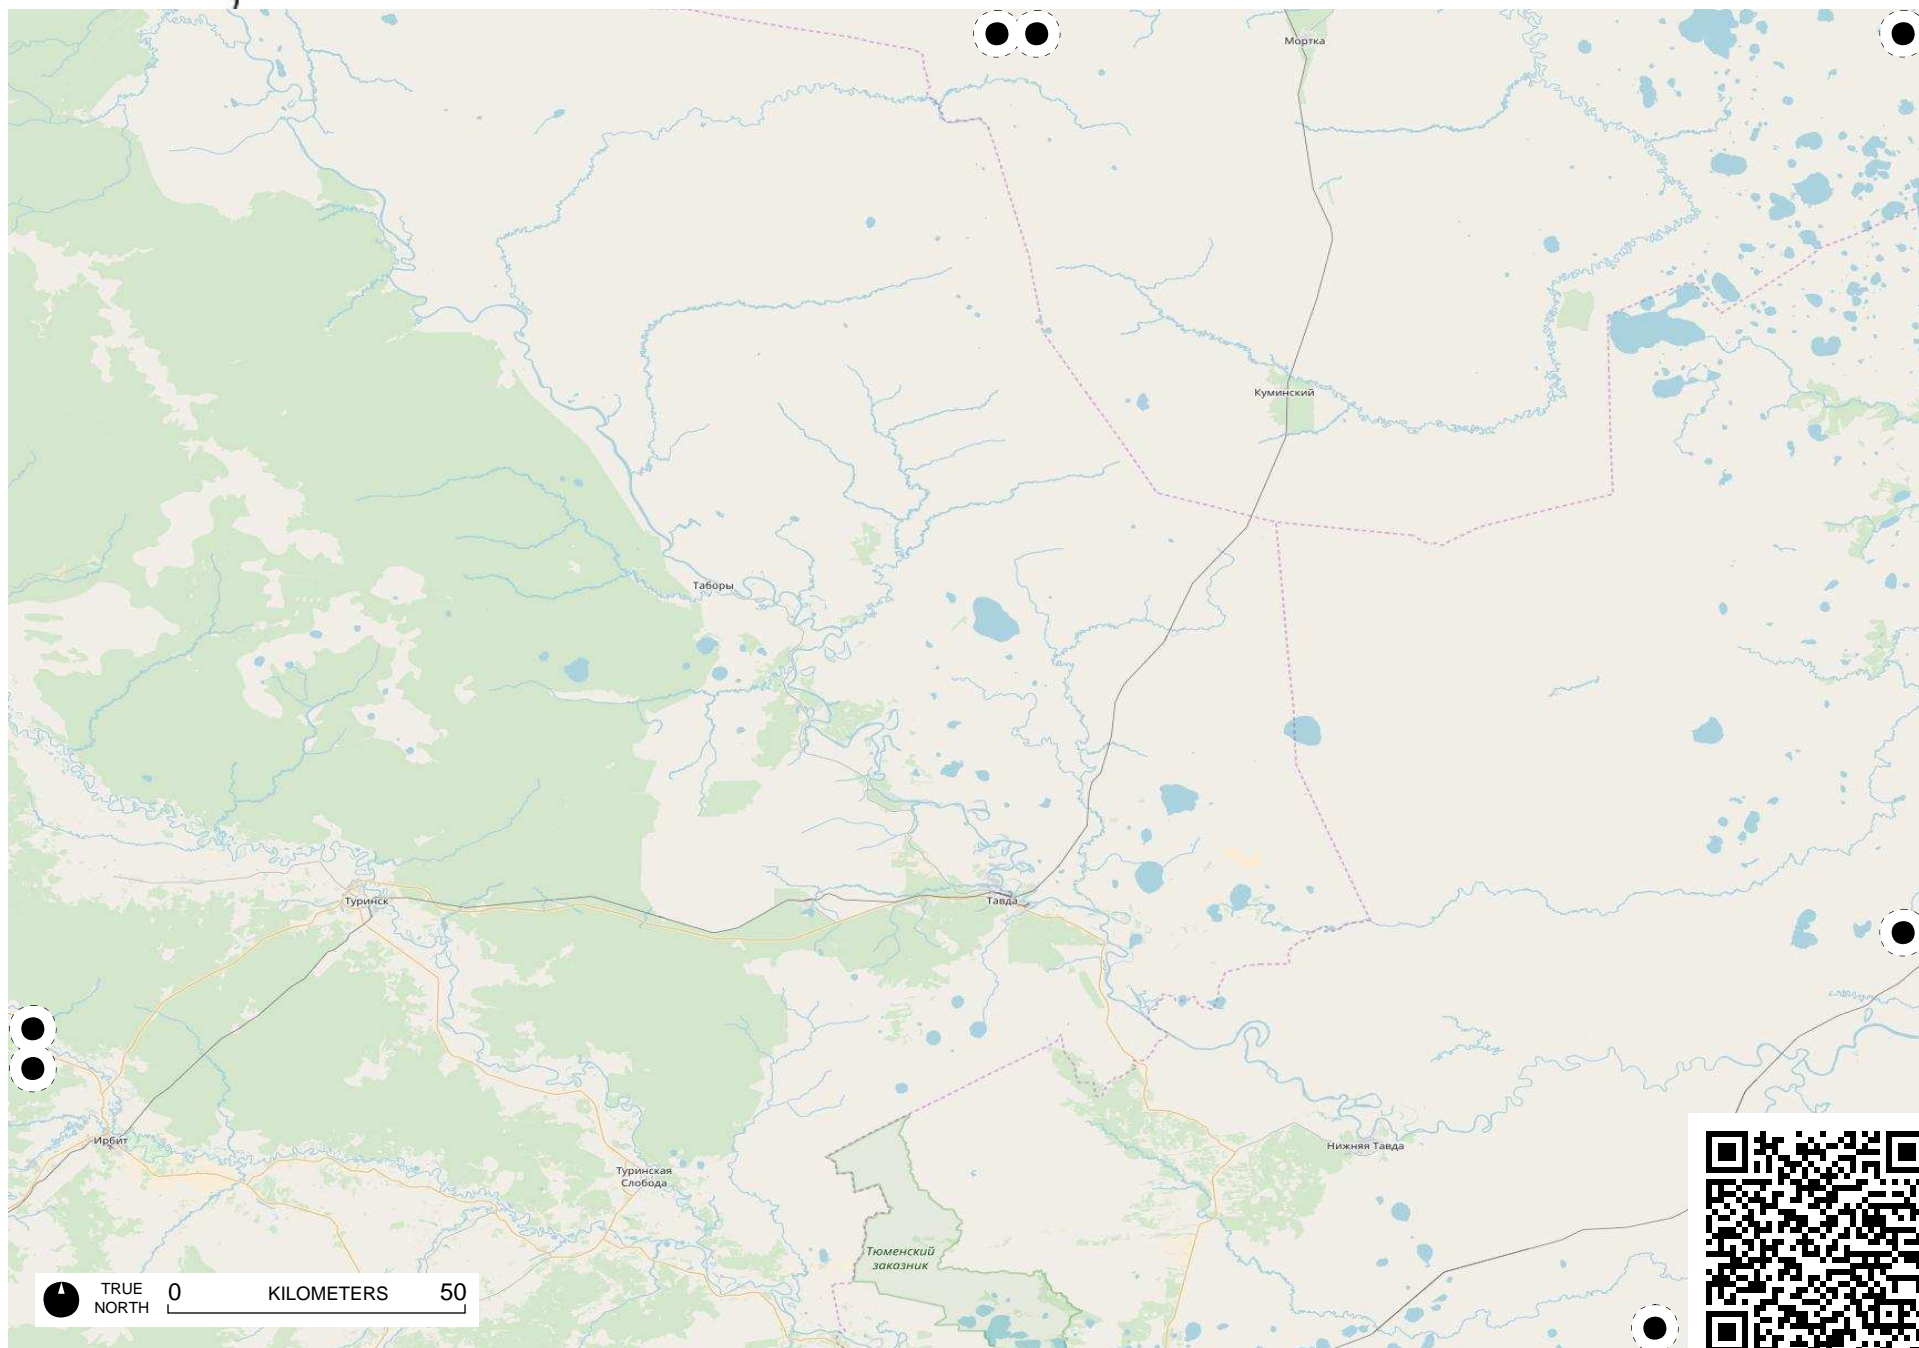 Мортка
Куминский
Таборы
Туринск
Тавда
Ирбит
Нижняя Тавда
Туринская
Слобода
Тюменский
заказник
TRUE
NORTH
0 KILOMETERS 50